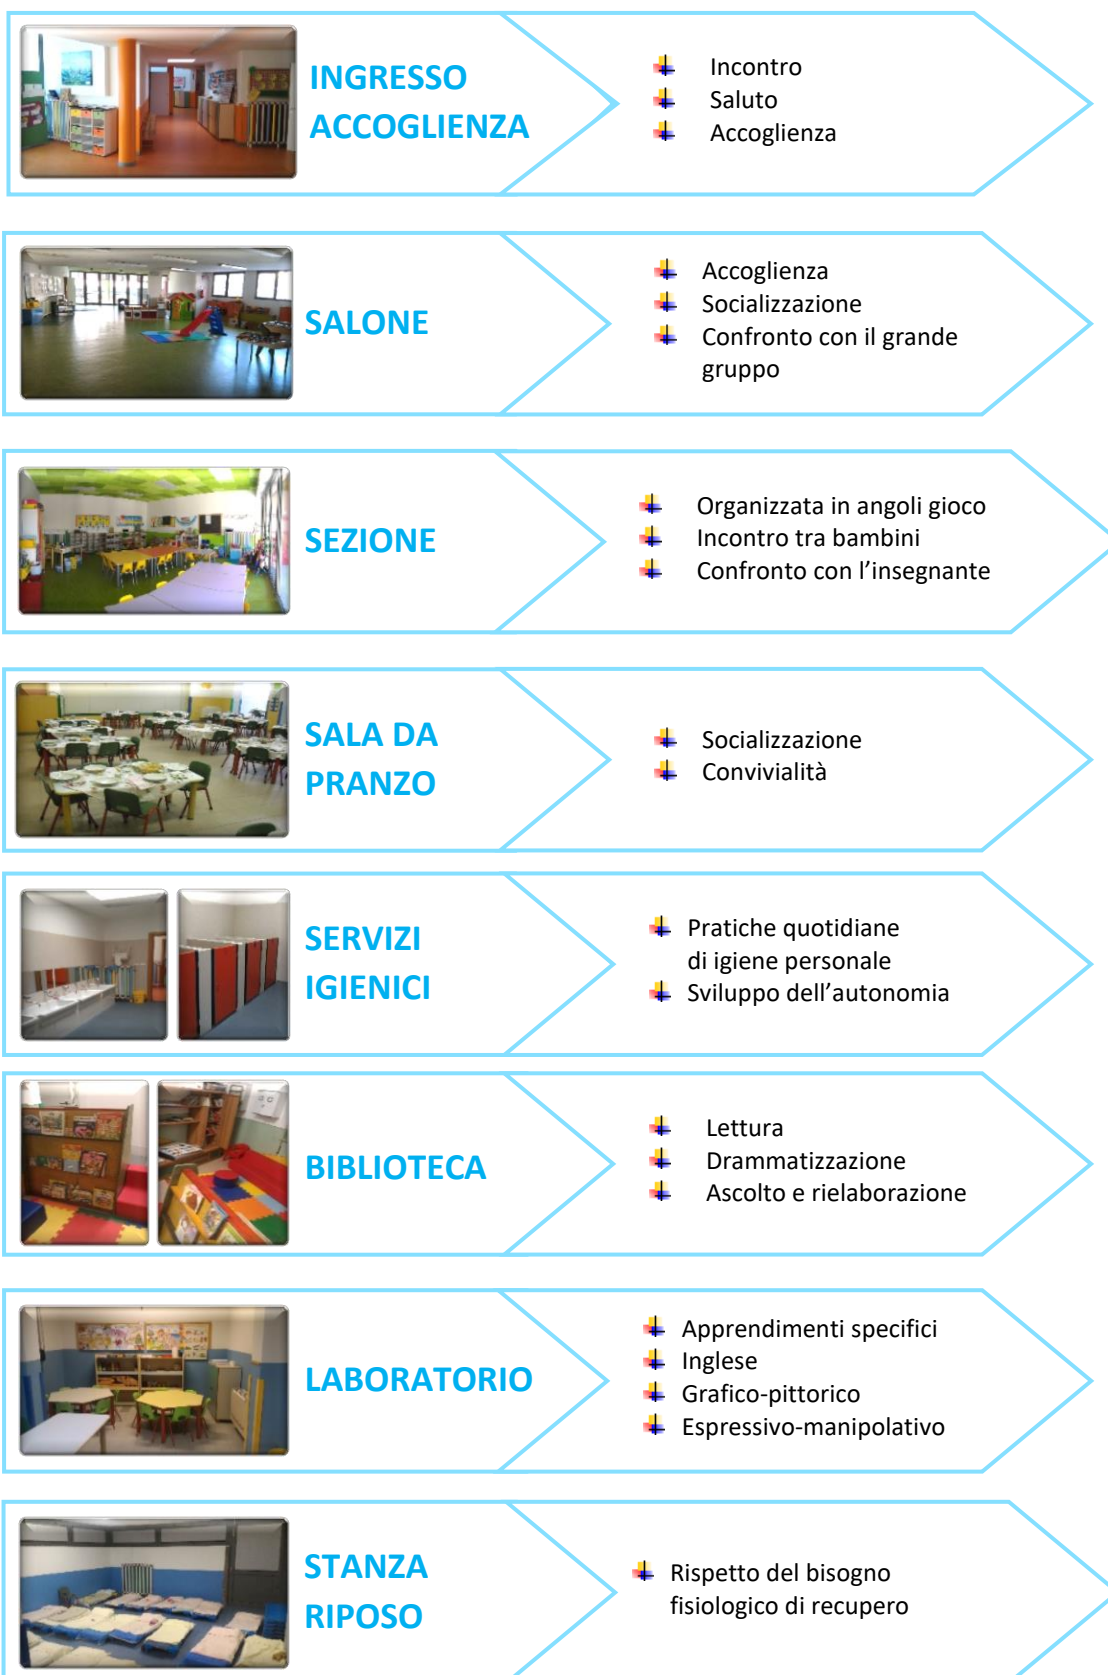 INGRESSO
ACCOGLIENZA
Incontro
Saluto
Accoglienza
SALONE
Accoglienza
Socializzazione
Confronto con il grande
gruppo
SEZIONE
Organizzata in angoli gioco
Incontro tra bambini
Confronto con l’insegnante
SALA DA
PRANZO
Socializzazione
Convivialità
SERVIZI
IGIENICI
Pratiche quotidiane
di igiene personale
Sviluppo dell’autonomia
BIBLIOTECA
Lettura
Drammatizzazione
Ascolto e rielaborazione
LABORATORIO
Apprendimenti specifici
Inglese
Grafico-pittorico
Espressivo-manipolativo
STANZA
RIPOSO
Rispetto del bisogno
fisiologico di recupero